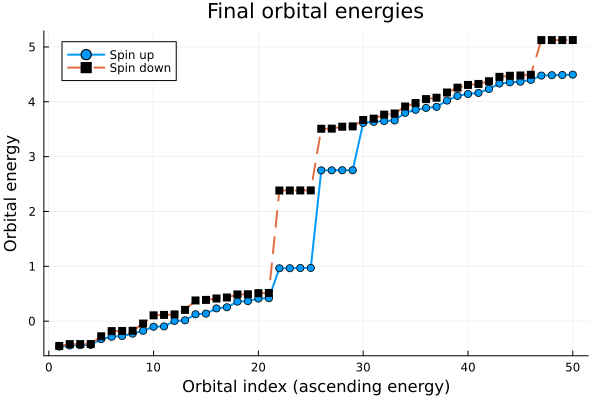 Final orbital energies
Spin up
Spin down
Orbital energy
5
4
3
2
1
0
0 10 20 30 40 50
Orbital index (ascending energy)